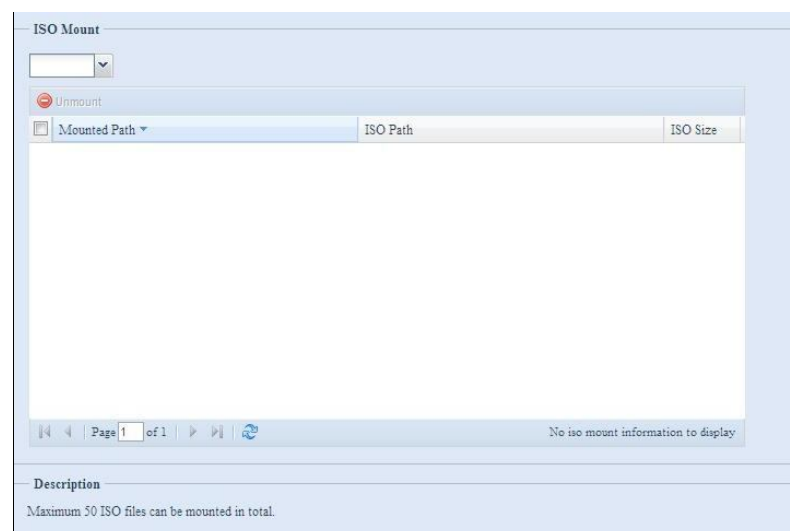 ISO Mount
Unmount
Mounted Path ISO Path ISO Size
Page 1 of 1 No iso mount information to display
Description
Maximum 50 ISO files can be mounted in total.